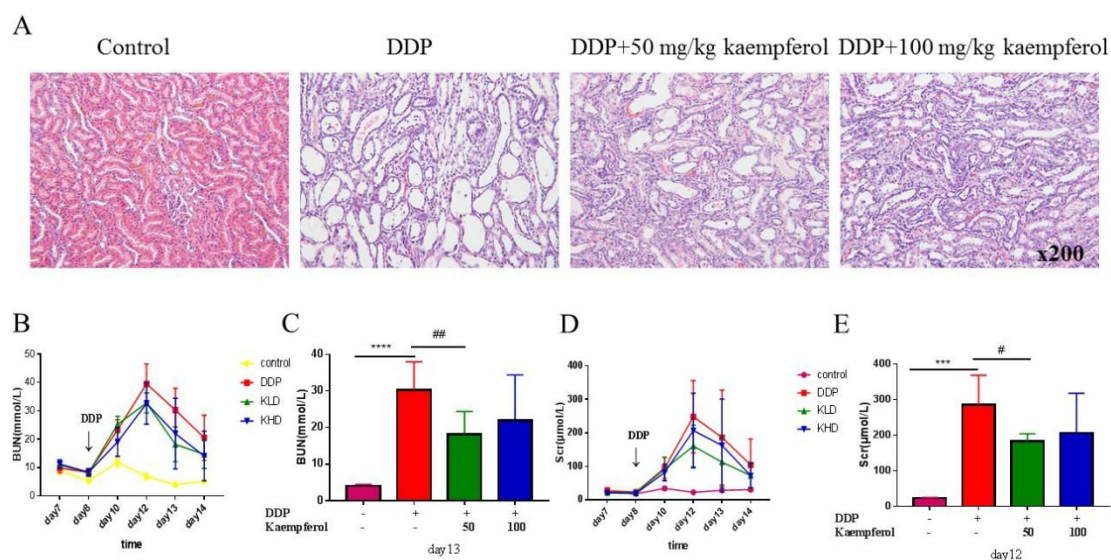 A
Control
DDP
DDP+50 mg/kg kaempferol
DDP+100 mg/kg kaempferol
x200
B
BUN(mmol/L)
50
40
30
20
10
0
DDP
day7
day8
day10
day12
day13
day14
time
control
DDP
KLD
KHD
C
BUN(mmol/L)
40
30
20
10
0
****
##
DDP - + + +
Kaempferol - - 50 100
day13
D
Scr(μmol/L)
400
300
200
100
0
DDP
day7
day8
day10
day12
day13
day14
time
control
DDP
KLD
KHD
E
Scr(μmol/L)
400
300
200
100
0
***
#
DDP - + + +
Kaempferol - - 50 100
day12